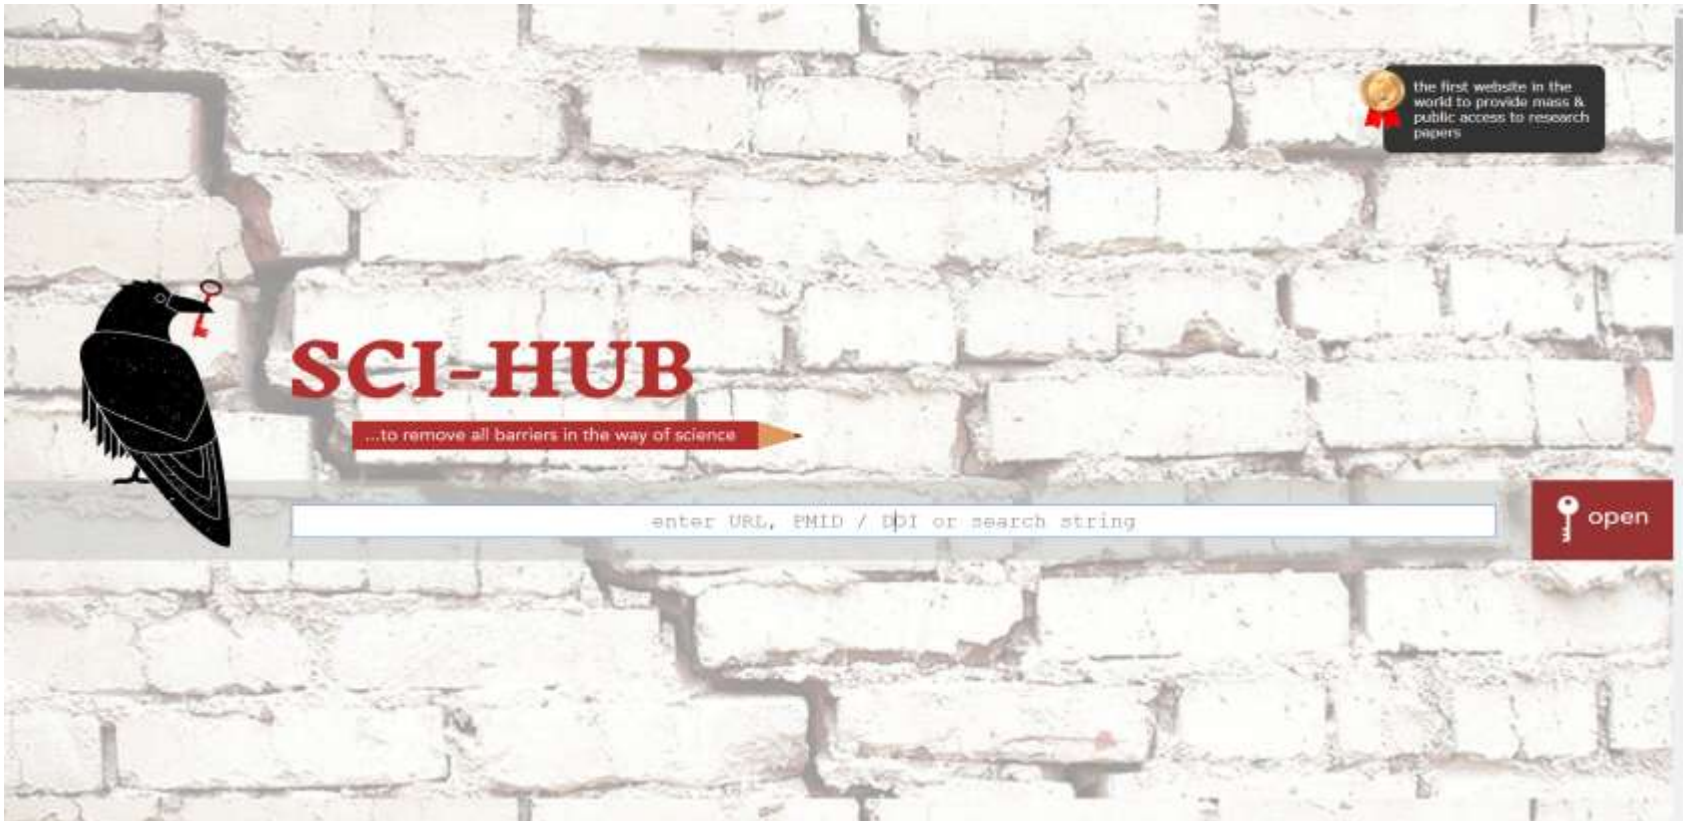 the first website in the
world to provide mass &
public access to research
papers
SCI-HUB
...to remove all barriers in the way of science
enter URL, PMID / DOI or search string
open